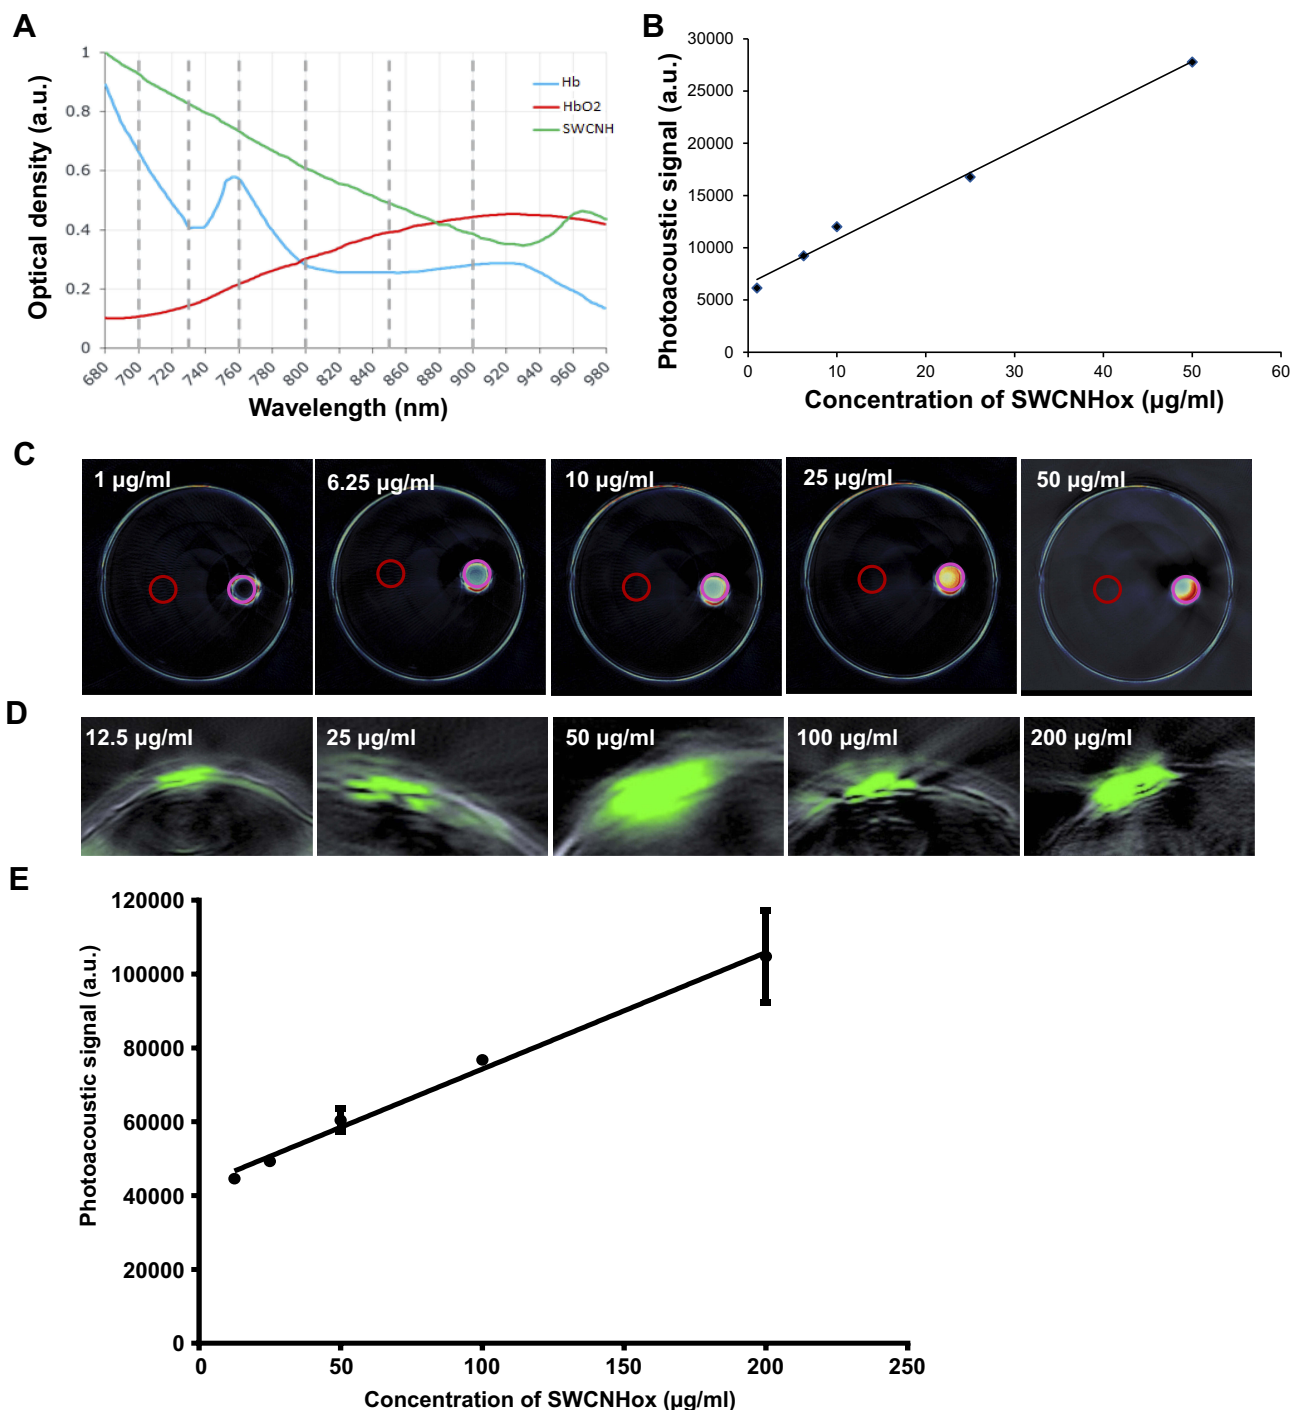 A
Optical density (a.u.)
1
0.8
0.6
0.4
0.2
0
Hb
HbO2
SWCNH
680 700 720 740 760 800 820 840 860 880 900 920 940 960 980
Wavelength (nm)
B
Photoacoustic signal (a.u.)
30000
25000
20000
15000
10000
5000
0
0 10 20 30 40 50 60
Concentration of SWCNHox (µg/ml)
C
1 µg/ml 6.25 µg/ml 10 µg/ml 25 µg/ml 50 µg/ml
D
12.5 µg/ml 25 µg/ml 50 µg/ml 100 µg/ml 200 µg/ml
E
Photoacoustic signal (a.u.)
120000
100000
80000
60000
40000
20000
0
0 50 100 150 200 250
Concentration of SWCNHox (µg/ml)